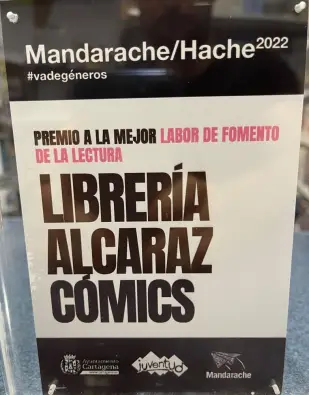 Mandarache/Hache2022
#vadegéneros
PREMIO A LA MEJOR LABOR DE FOMENTO
DE LA LECTURA
LIBRERÍA
ALCARAZ
CÓMICS
Ayuntamiento
Cartagena
juventud
Mandarache